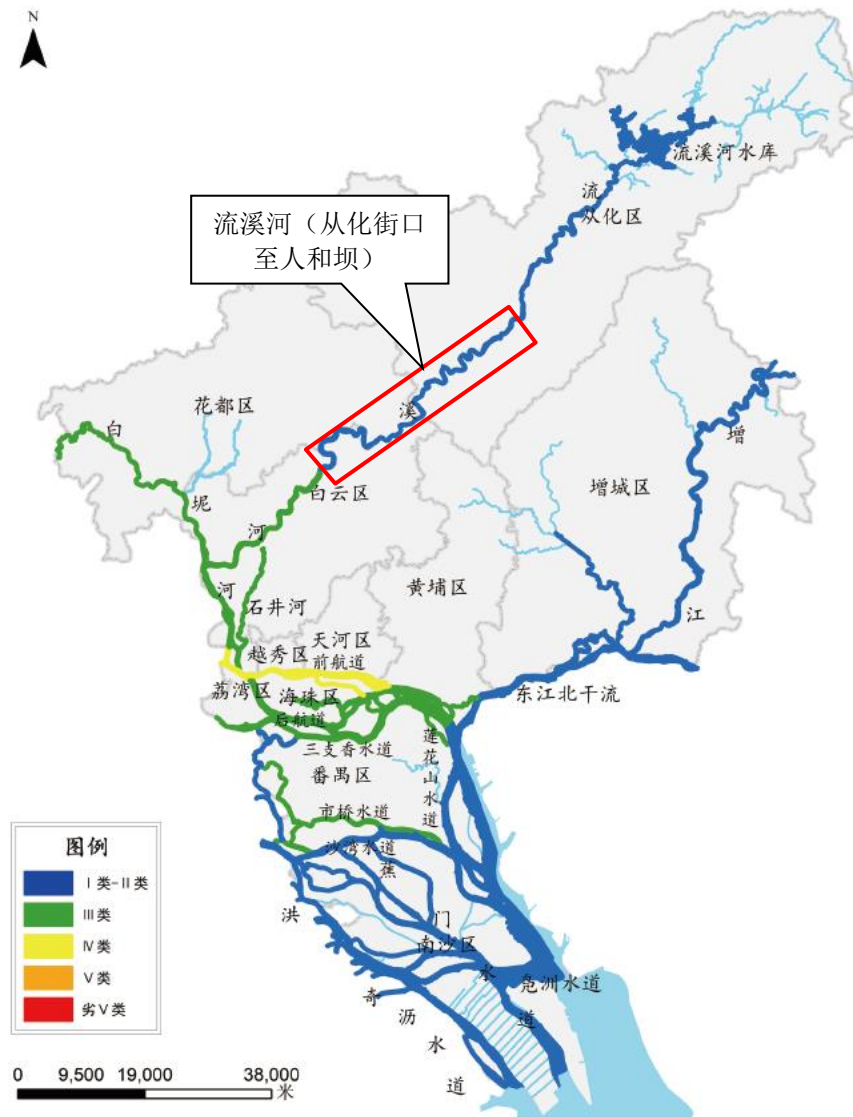 N
流溪河水库
流
从化区
流溪河（从化街口
至人和坝）
溪
花都区
白
坭
河
白云区
河
石井河
增
增城区
江
黄埔区
天河区
越秀区
前航道
荔湾区
海珠区
后航道
东江北干流
三支香水道
番禺区
莲花山水道
市桥水道
沙湾水道
蕉
门
水
道
南沙区
凫洲水道
洪
奇
沥
水
道
图例
Ⅰ类-Ⅱ类
Ⅲ类
Ⅳ类
Ⅴ类
劣Ⅴ类
0 9,500 19,000 38,000
米